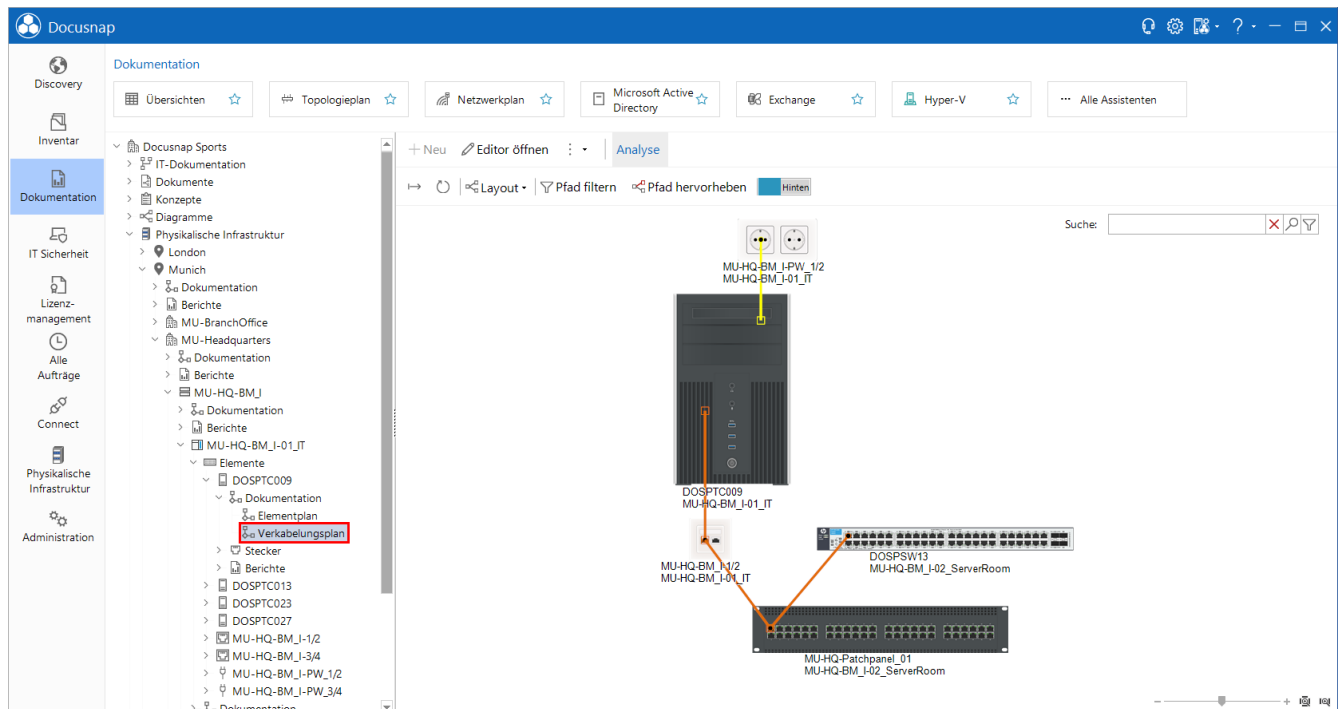 Docusnap
Discovery
Inventar
Dokumentation
IT Sicherheit
Lizenz-
management
Alle
Aufträge
Connect
Physikalische
Infrastruktur
Administration
Dokumentation
Übersichten
Topologieplan
Netzwerkplan
Microsoft Active
Directory
Exchange
Hyper-V
Alle Assistenten
Docusnap Sports
IT-Dokumentation
Dokumente
Konzepte
Diagramme
Physikalische Infrastruktur
London
Munich
Dokumentation
Berichte
MU-BranchOffice
MU-Headquarters
Dokumentation
Berichte
MU-HQ-BM_I
Dokumentation
Berichte
MU-HQ-BM_I-01_IT
Elemente
DOSPTC009
Dokumentation
Elementplan
Verkabelungsplan
Stecker
Berichte
DOSPTC013
DOSPTC023
DOSPTC027
MU-HQ-BM_I-1/2
MU-HQ-BM_I-3/4
MU-HQ-BM_I-PW_1/2
MU-HQ-BM_I-PW_3/4
Dokumentation
+ Neu
Editor öffnen
Analyse
Layout
Pfad filtern
Pfad hervorheben
Hinten
Suche:
MU-HQ-BM_I-PW_1/2
MU-HQ-BM_I-01_IT
DOSPTC009
MU-HQ-BM_I-01_IT
MU-HQ-BM_I-1/2
MU-HQ-BM_I-01_IT
DOSPSW13
MU-HQ-BM_I-02_ServerRoom
MU-HQ-Patchpanel_01
MU-HQ-BM_I-02_ServerRoom